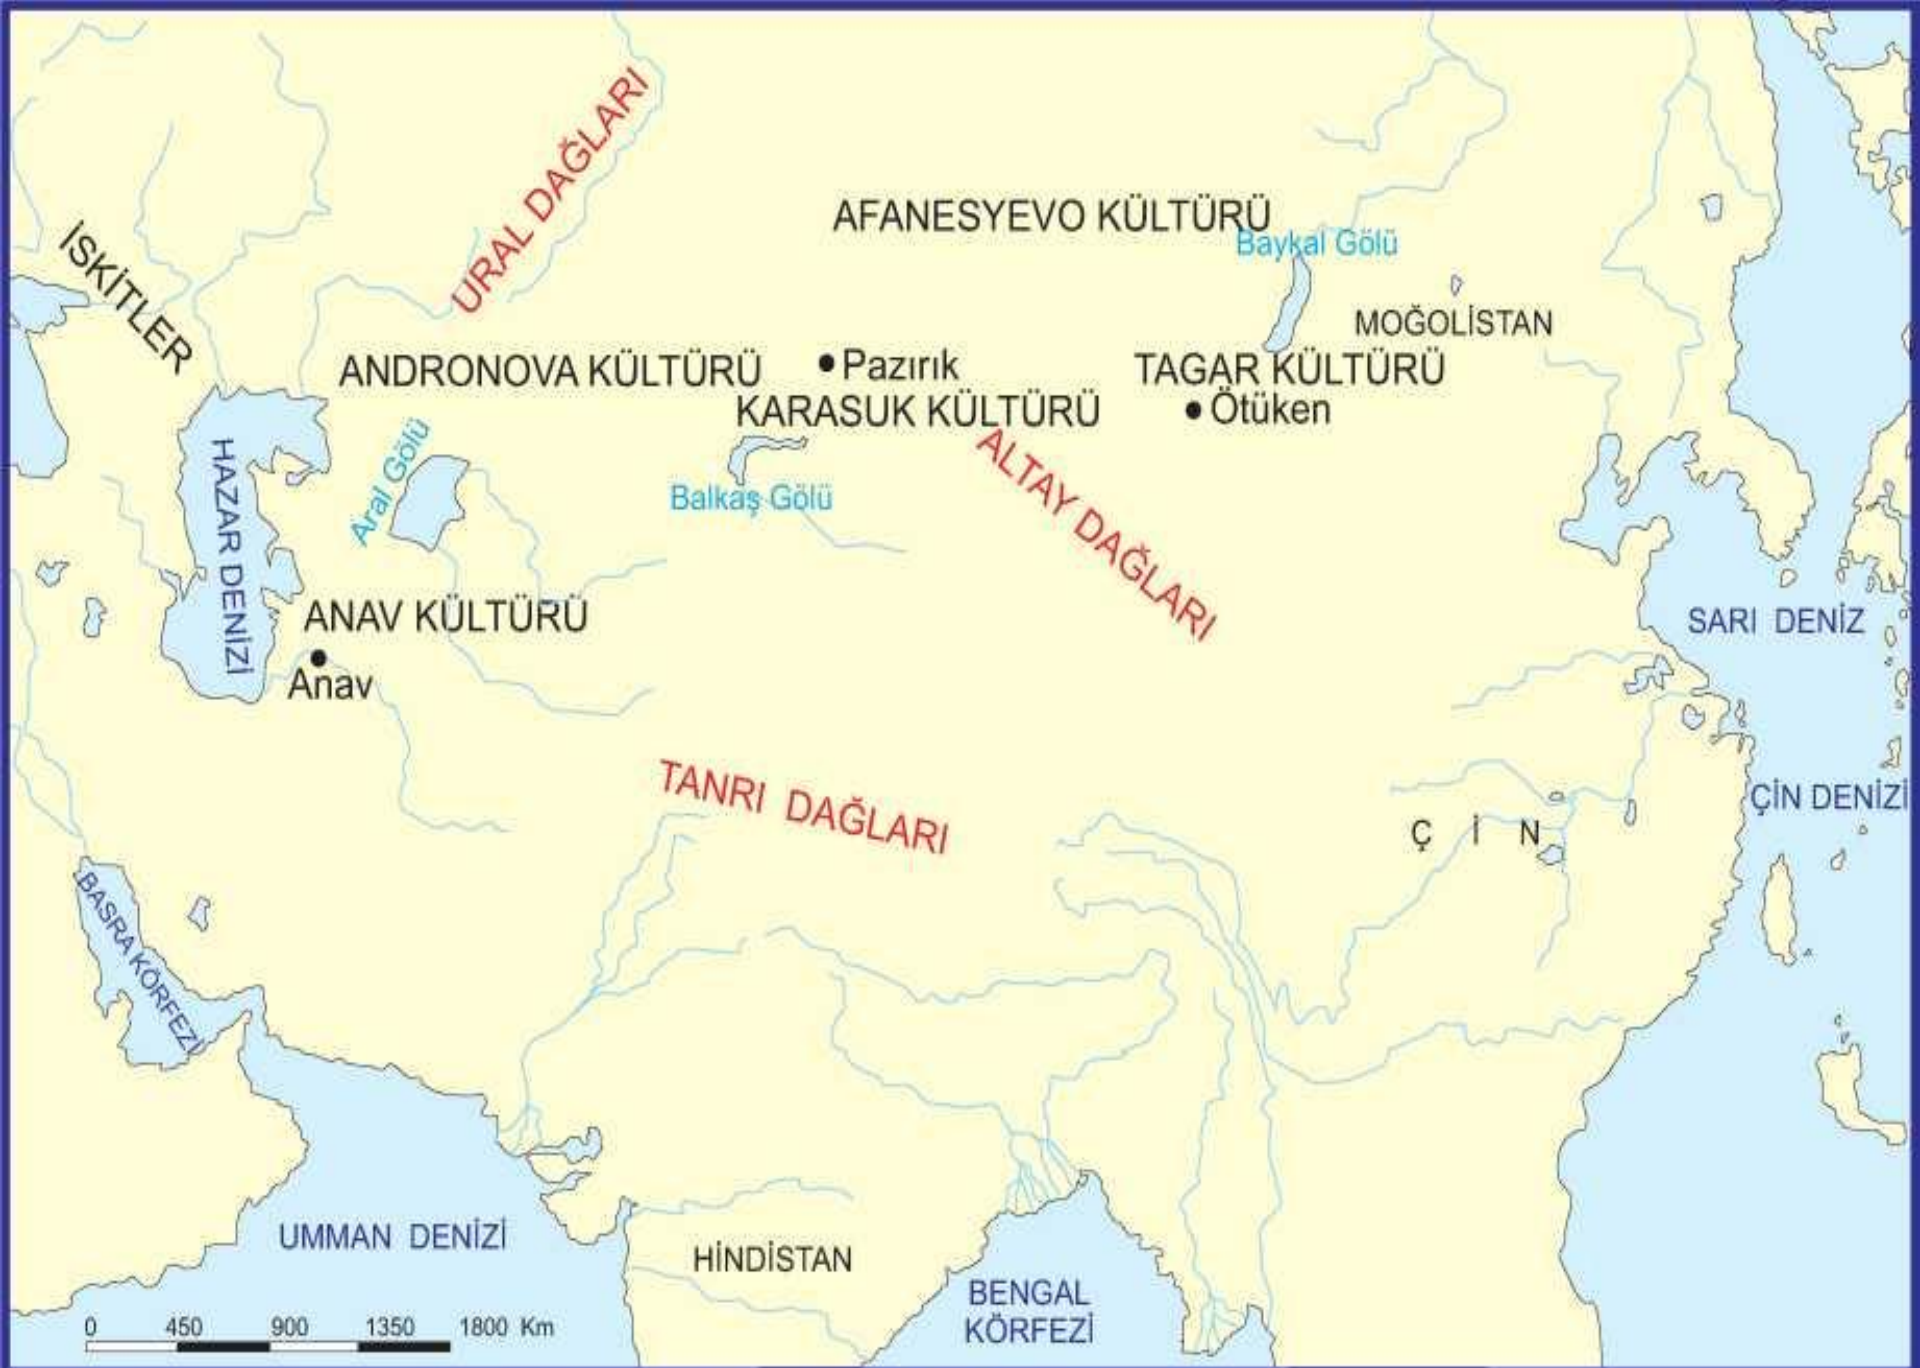 URAL DAĞLARI
AFANESYEVO KÜLTÜRÜ
Baykal Gölü
İSKİTLER
MOĞOLİSTAN
ANDRONOVA KÜLTÜRÜ
Pazırık
TAGAR KÜLTÜRÜ
KARASUK KÜLTÜRÜ
Ötüken
HAZAR DENİZİ
Aral Gölü
Balkaş Gölü
ALTAY DAĞLARI
ANAV KÜLTÜRÜ
Anav
SARI DENİZ
TANRI DAĞLARI
ÇİN DENİZİ
Ç İ N
BASRA KÖRFEZİ
UMMAN DENİZİ
HİNDİSTAN
BENGAL
KÖRFEZİ
0 450 900 1350 1800 Km